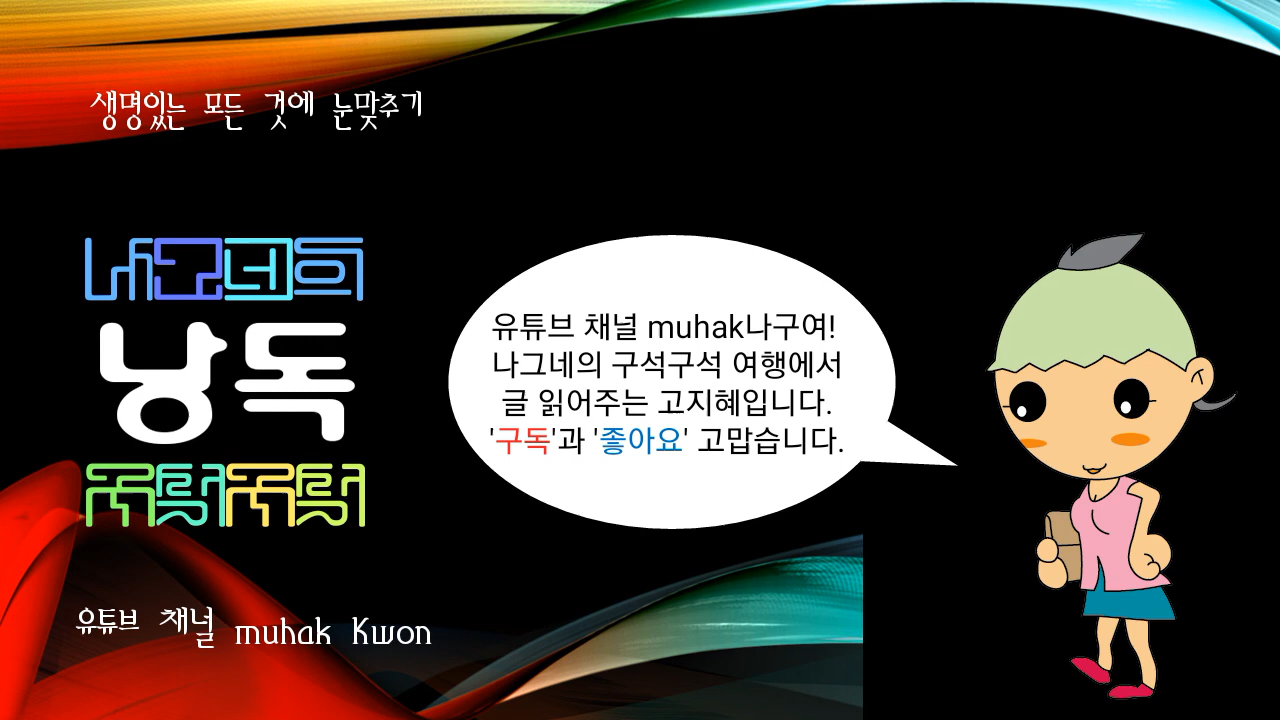 생명있는 모든 것에 눈맞추기
나그네의
낭독
구석구석
유튜브 채널 muhak나구여!
나그네의 구석구석 여행에서
글 읽어주는 고지혜입니다.
'구독'과 '좋아요' 고맙습니다.
유튜브 채널 muhak Kwon